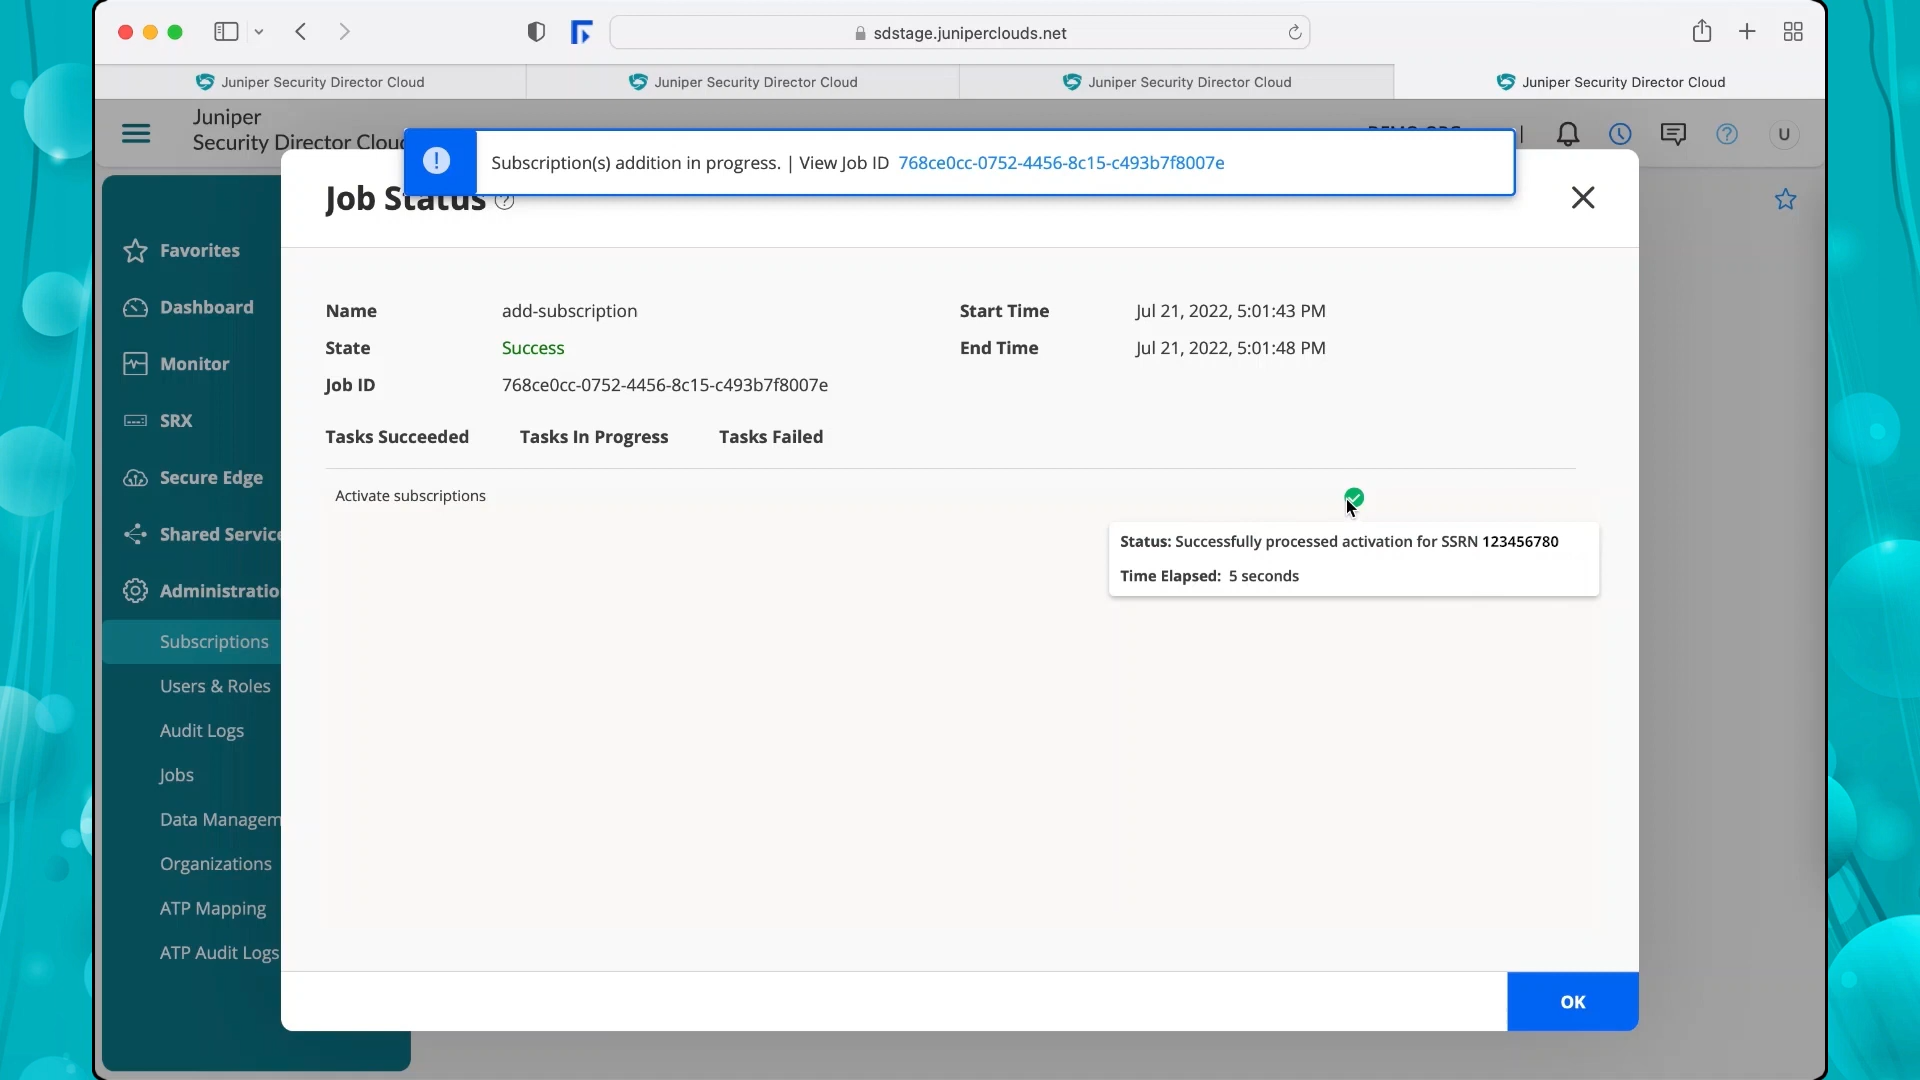 sdstage.juniperclouds.net
Juniper Security Director Cloud
Juniper Security Director Cloud
Juniper Security Director Cloud
Juniper Security Director Cloud
Juniper
Security Director Cloud
U
Subscription(s) addition in progress. | View Job ID 768ce0cc-0752-4456-8c15-c493b7f8007e
Job Status
Favorites
Dashboard
Monitor
SRX
Secure Edge
Shared Service
Administratio
Subscriptions
Users & Roles
Audit Logs
Jobs
Data Managem
Organizations
ATP Mapping
ATP Audit Logs
Name add-subscription
Start Time Jul 21, 2022, 5:01:43 PM
State Success
End Time Jul 21, 2022, 5:01:48 PM
Job ID 768ce0cc-0752-4456-8c15-c493b7f8007e
Tasks Succeeded Tasks In Progress Tasks Failed
Activate subscriptions
Status: Successfully processed activation for SSRN 123456780
Time Elapsed: 5 seconds
OK